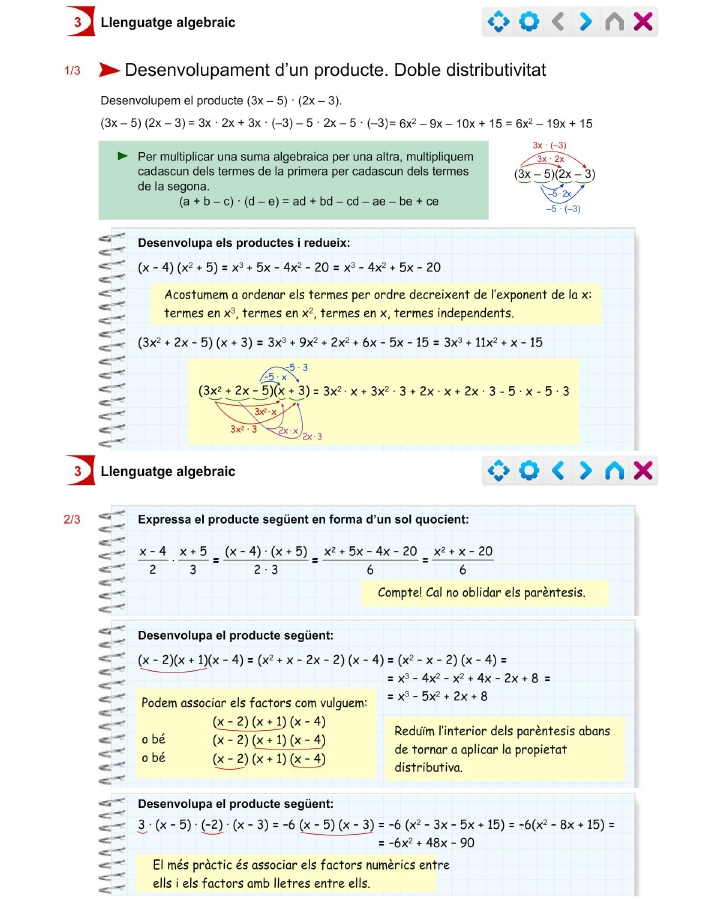 3 Llenguatge algebraic
1/3 Desenvolupament d'un producte. Doble distributivitat
Desenvolupem el producte (3x – 5) · (2x – 3).
(3x – 5) (2x – 3) = 3x · 2x + 3x · (–3) – 5 · 2x – 5 · (–3)= 6x² – 9x – 10x + 15 = 6x² – 19x + 15
Per multiplicar una suma algebraica per una altra, multipliquem
cadascun dels termes de la primera per cadascun dels termes
de la segona.
(a + b – c) · (d – e) = ad + bd – cd – ae – be + ce
3x · (–3)
3x · 2x
(3x – 5)(2x – 3)
–5 · 2x
–5 · (–3)
Desenvolupa els productes i redueix:
(x - 4) (x² + 5) = x³ + 5x - 4x² - 20 = x³ - 4x² + 5x - 20
Acostumem a ordenar els termes per ordre decreixent de l'exponent de la x:
termes en x³, termes en x², termes en x, termes independents.
(3x² + 2x - 5) (x + 3) = 3x³ + 9x² + 2x² + 6x - 5x - 15 = 3x³ + 11x² + x - 15
-5 · 3
-5 · x
(3x² + 2x - 5)(x + 3) = 3x² · x + 3x² · 3 + 2x · x + 2x · 3 - 5 · x - 5 · 3
3x² · x
3x² · 3
2x · x
2x · 3
3 Llenguatge algebraic
2/3 Expressa el producte següent en forma d'un sol quocient:
x - 4 x + 5 (x - 4) · (x + 5) x² + 5x - 4x - 20 x² + x - 20
· = = =
2 3 2 · 3 6 6
Compte! Cal no oblidar els parèntesis.
Desenvolupa el producte següent:
(x - 2)(x + 1)(x - 4) = (x² + x - 2x - 2) (x - 4) = (x² - x - 2) (x - 4) =
= x³ - 4x² - x² + 4x - 2x + 8 =
= x³ - 5x² + 2x + 8
Podem associar els factors com vulguem:
(x - 2) (x + 1) (x - 4)
o bé (x - 2) (x + 1) (x - 4)
o bé (x - 2) (x + 1) (x - 4)
Reduïm l'interior dels parèntesis abans
de tornar a aplicar la propietat
distributiva.
Desenvolupa el producte següent:
3 · (x - 5) · (-2) · (x - 3) = -6 (x - 5) (x - 3) = -6 (x² - 3x - 5x + 15) = -6(x² - 8x + 15) =
= -6x² + 48x - 90
El més pràctic és associar els factors numèrics entre
ells i els factors amb lletres entre ells.